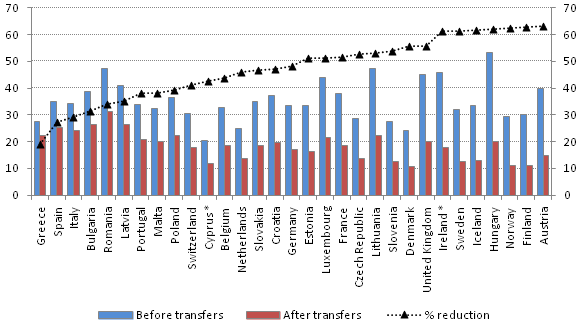 70 70
60 60
50 50
40 40
30 30
20 20
10 10
0 0
Greece
Spain
Italy
Bulgaria
Romania
Latvia
Portugal
Malta
Poland
Switzerland
Cyprus *
Belgium
Netherlands
Slovakia
Croatia
Germany
Estonia
Luxembourg
France
Czech Republic
Lithuania
Slovenia
Denmark
United Kingdom
Ireland *
Sweden
Iceland
Hungary
Norway
Finland
Austria
Before transfers After transfers % reduction